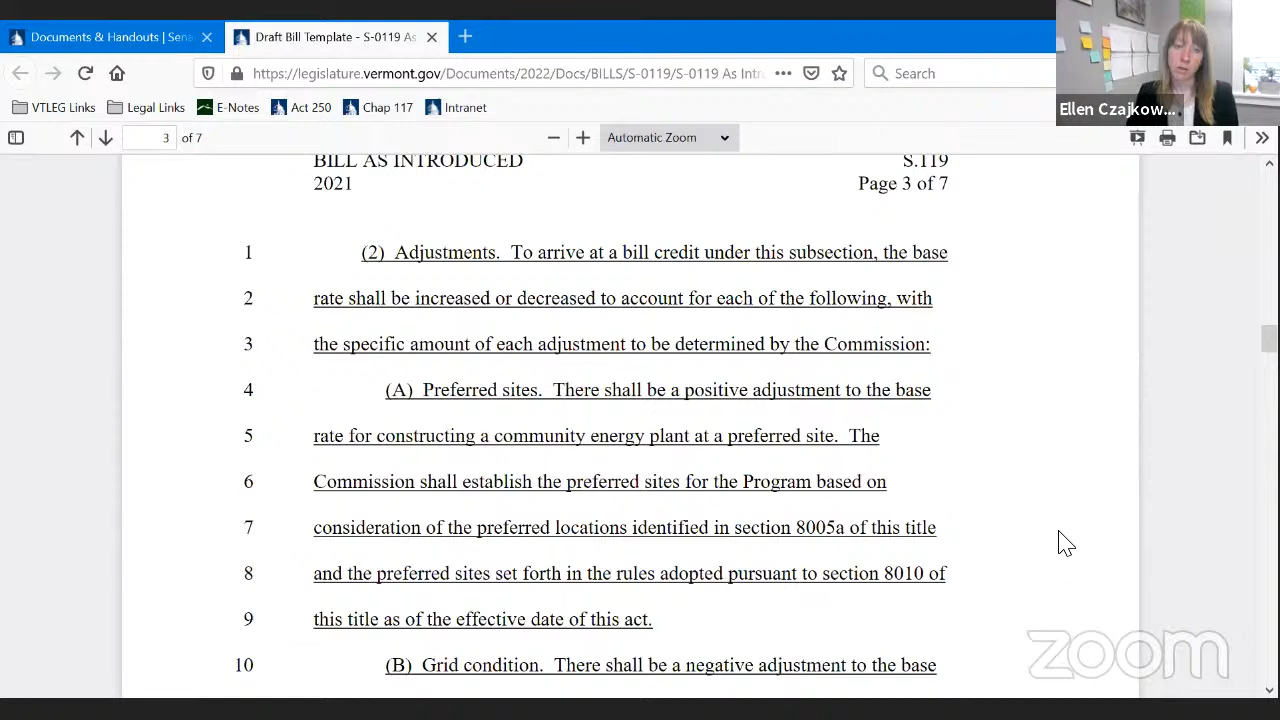 Documents & Handouts | Sena
Draft Bill Template - S-0119 As
https://legislature.vermont.gov/Documents/2022/Docs/BILLS/S-0119/S-0119 As Intr
Search
VTLEG Links
Legal Links
E-Notes
Act 250
Chap 117
Intranet
Ellen Czajkow...
3 of 7
Automatic Zoom
BILL AS INTRODUCED S.119
2021 Page 3 of 7
1 (2) Adjustments. To arrive at a bill credit under this subsection, the base
2 rate shall be increased or decreased to account for each of the following, with
3 the specific amount of each adjustment to be determined by the Commission:
4 (A) Preferred sites. There shall be a positive adjustment to the base
5 rate for constructing a community energy plant at a preferred site. The
6 Commission shall establish the preferred sites for the Program based on
7 consideration of the preferred locations identified in section 8005a of this title
8 and the preferred sites set forth in the rules adopted pursuant to section 8010 of
9 this title as of the effective date of this act.
10 (B) Grid condition. There shall be a negative adjustment to the base
zoom